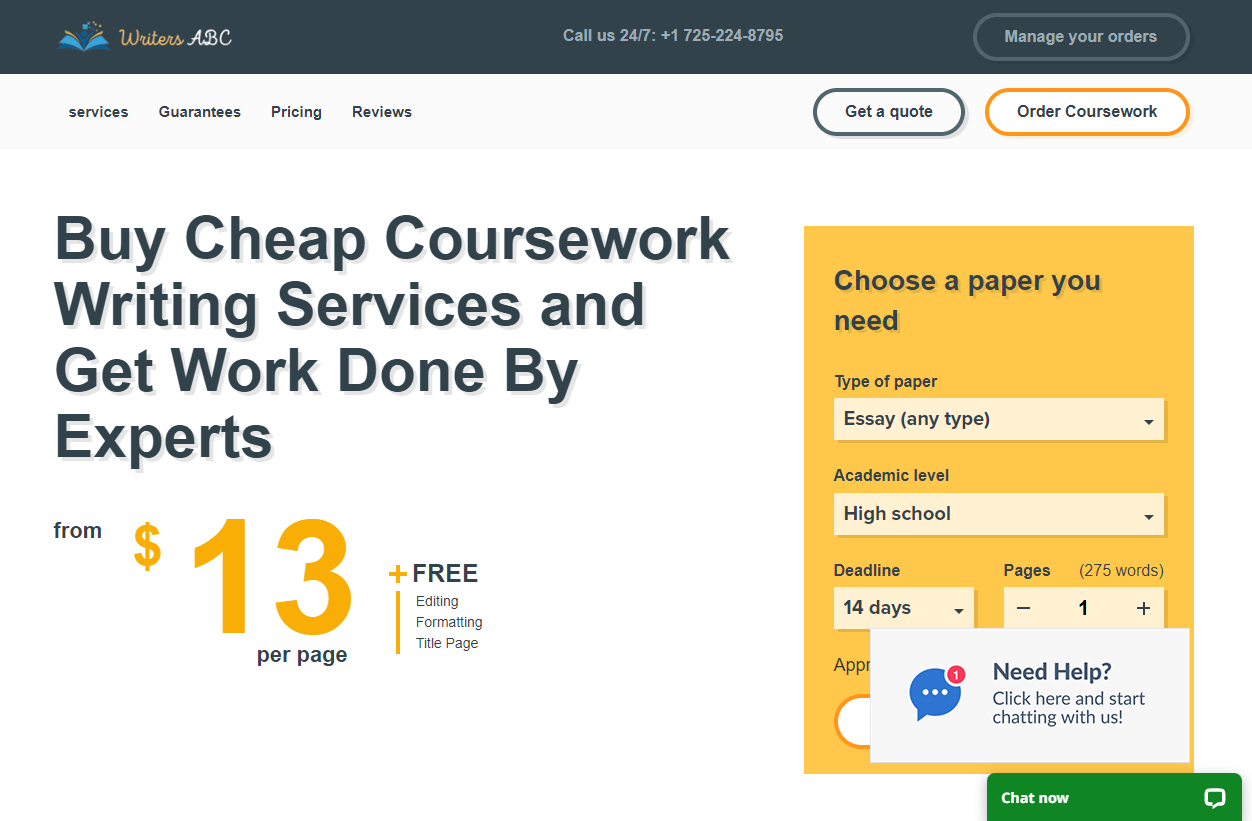 Writers ABC
Call us 24/7: +1 725-224-8795
Manage your orders
services
Guarantees
Pricing
Reviews
Get a quote
Order Coursework
Buy Cheap Coursework
Writing Services and
Get Work Done By
Experts
from
$
13
per page
+FREE
Editing
Formatting
Title Page
Choose a paper you
need
Type of paper
Essay (any type)
Academic level
High school
Deadline
Pages (275 words)
14 days
− 1 +
1
Need Help?
Click here and start
chatting with us!
Chat now